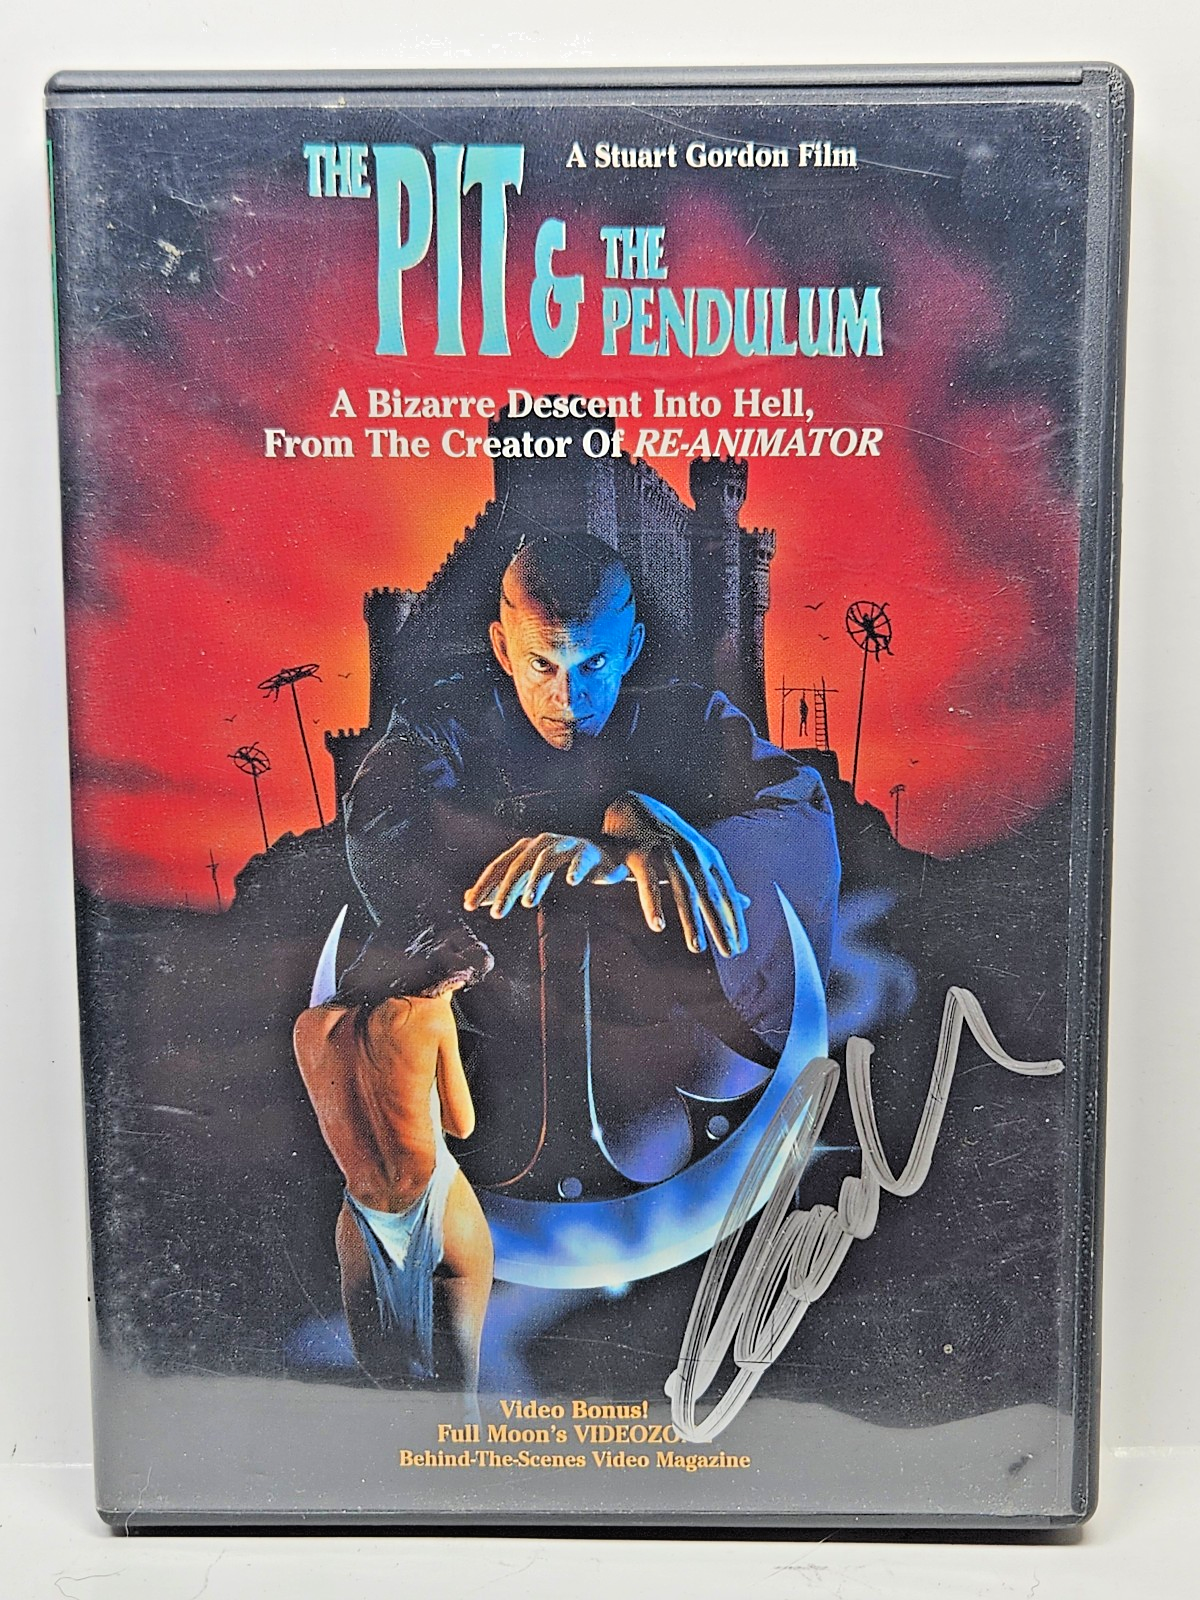 THE PIT & THE PENDULUM
A Stuart Gordon Film
A Bizarre Descent Into Hell,
From The Creator Of RE-ANIMATOR
Video Bonus!
Full Moon's
Behind-The-Scenes Video Magazine